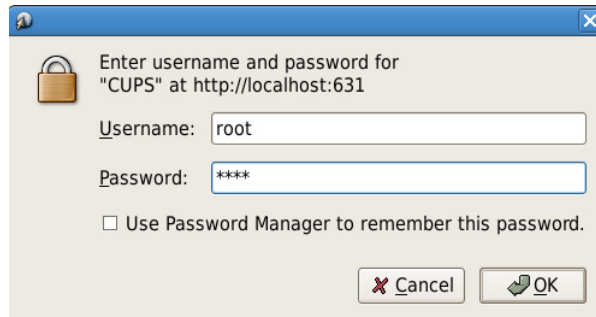 Enter username and password for
"CUPS" at http://localhost:631
Username: root
Password: ****
Use Password Manager to remember this password.
Cancel OK